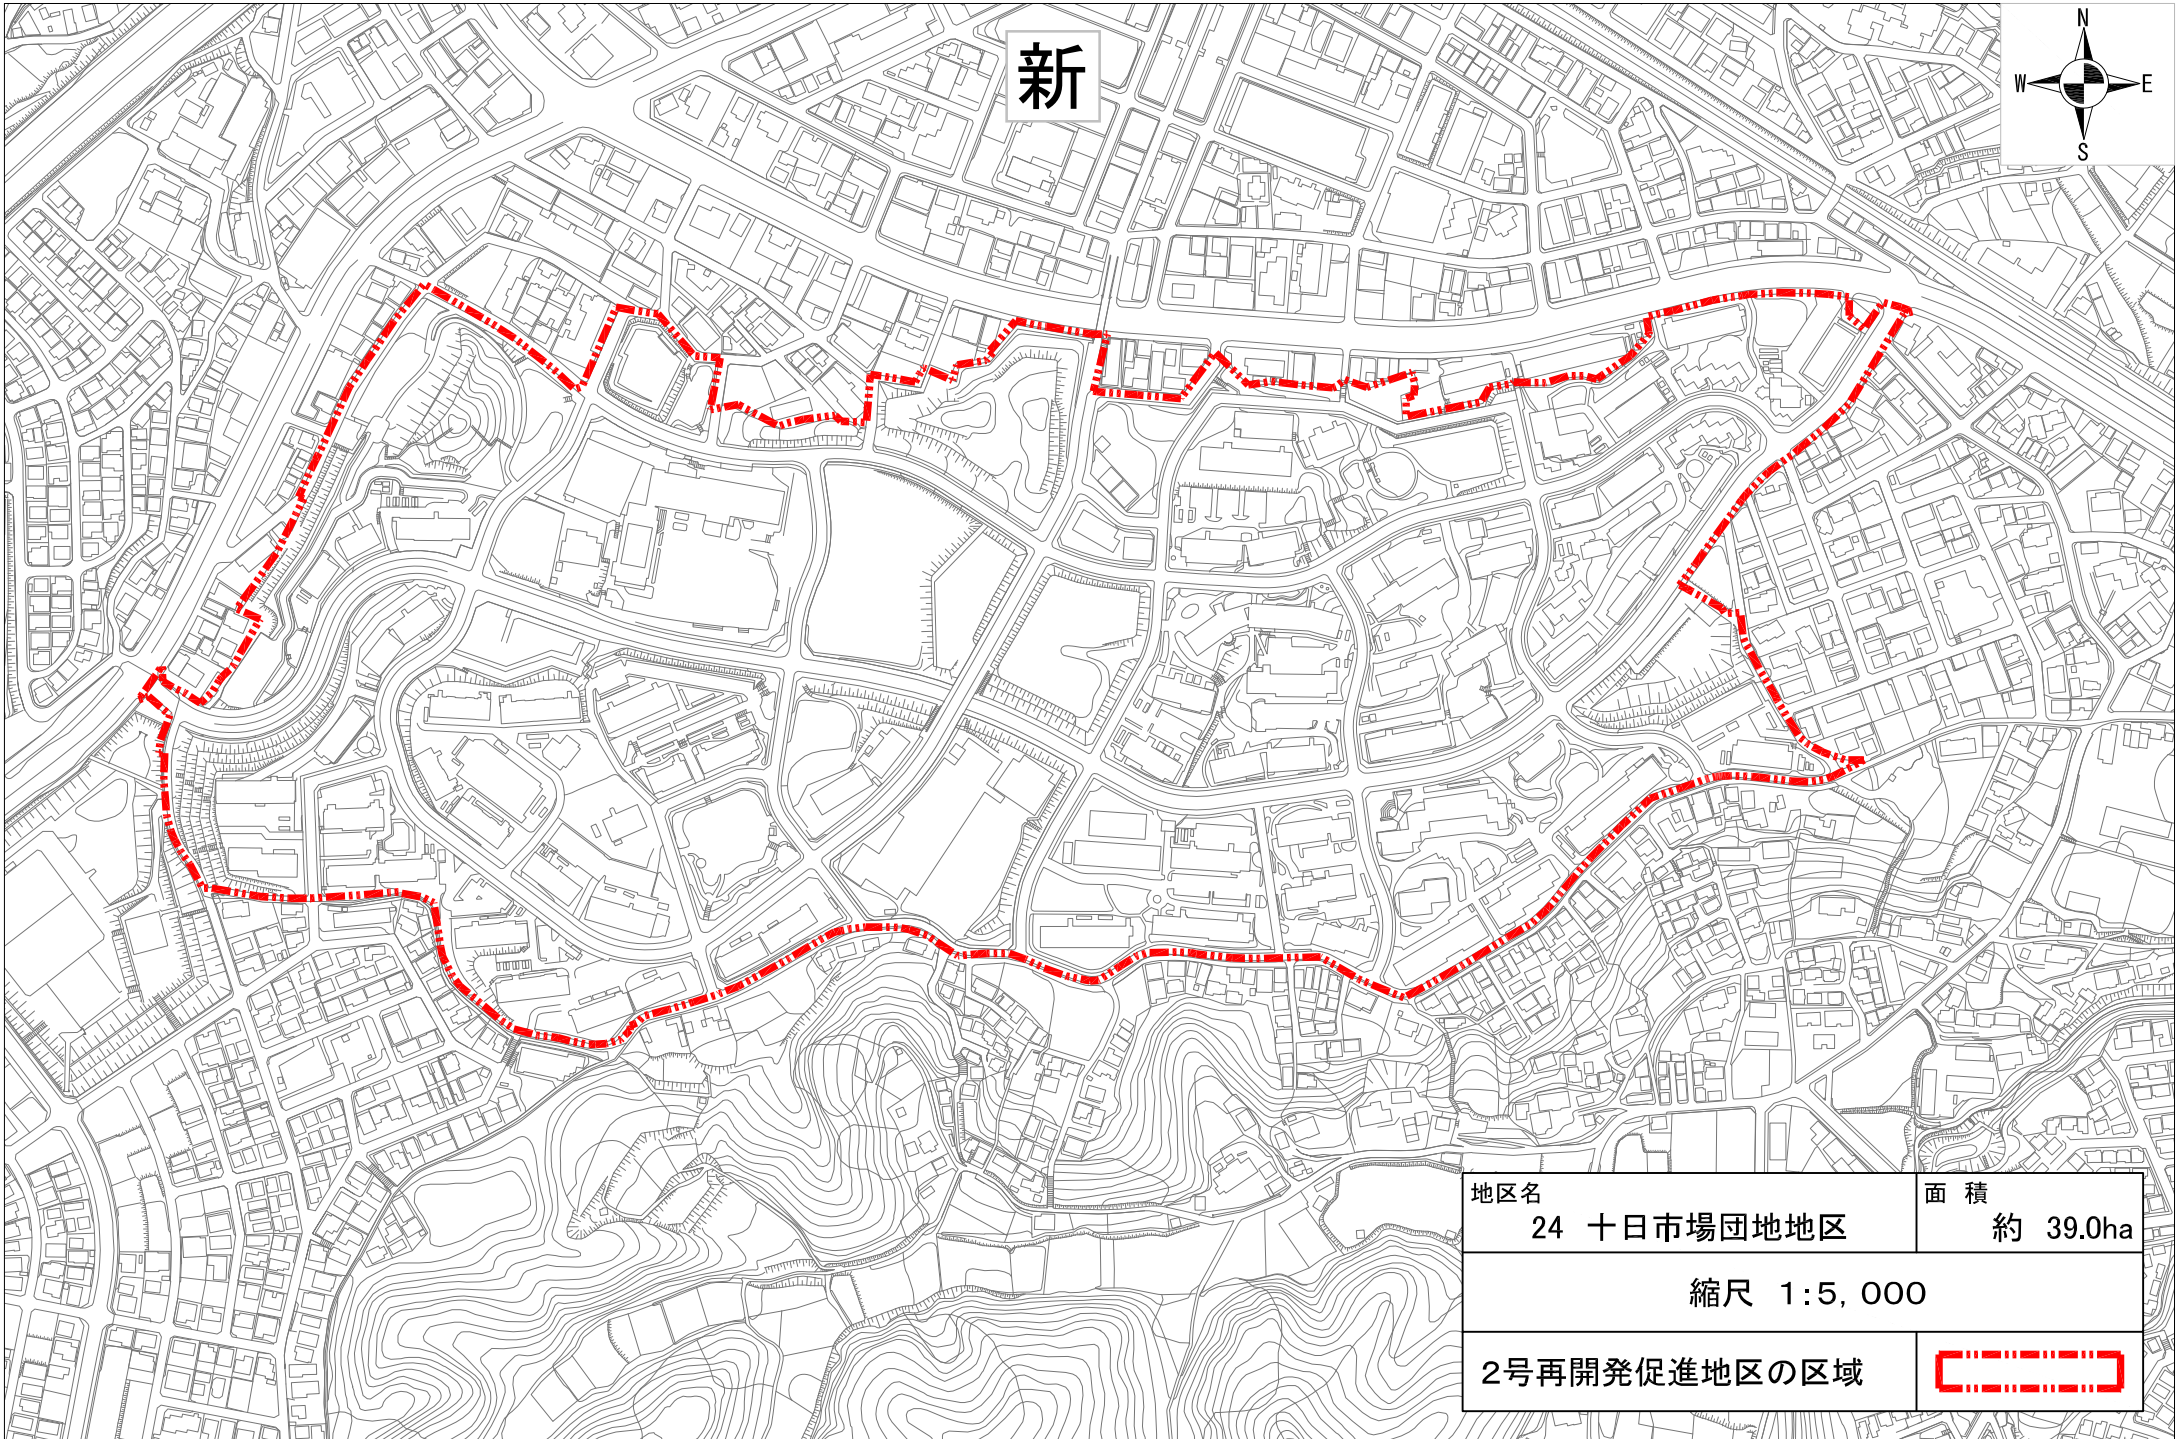 新
N
W E
S
地区名
24 十日市場団地地区
面 積
約 39.0ha
縮尺 1:5,000
2号再開発促進地区の区域